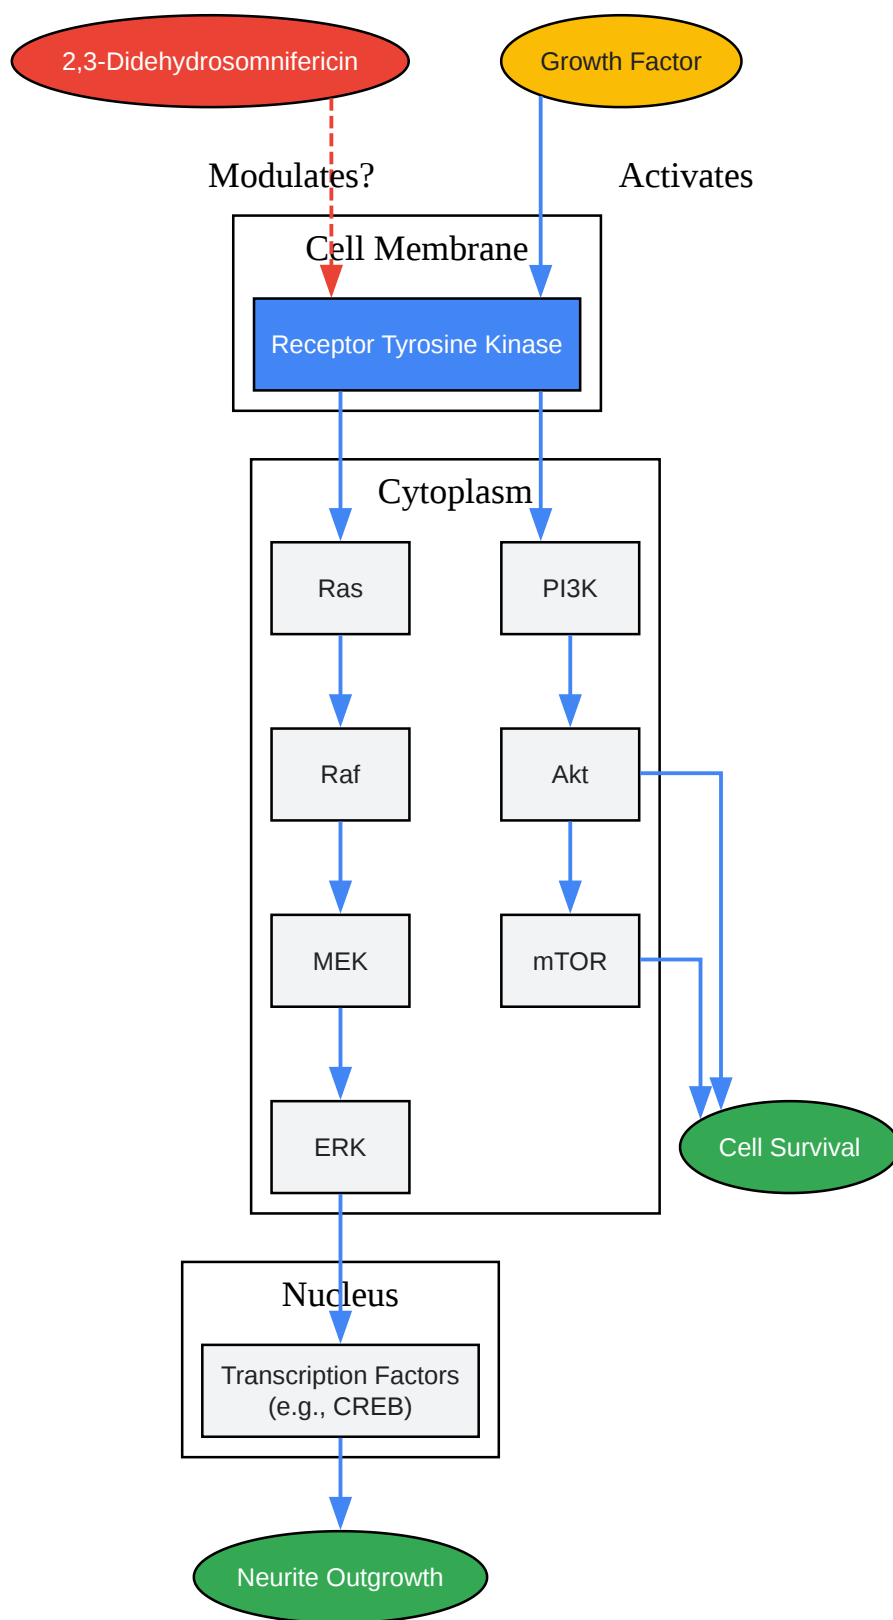 2,3-Didehydrosomnifericin
Growth Factor
Modulates?
Activates
Cell Membrane
Receptor Tyrosine Kinase
Cytoplasm
Ras
PI3K
Raf
Akt
MEK
mTOR
ERK
Cell Survival
Nucleus
Transcription Factors
(e.g., CREB)
Neurite Outgrowth